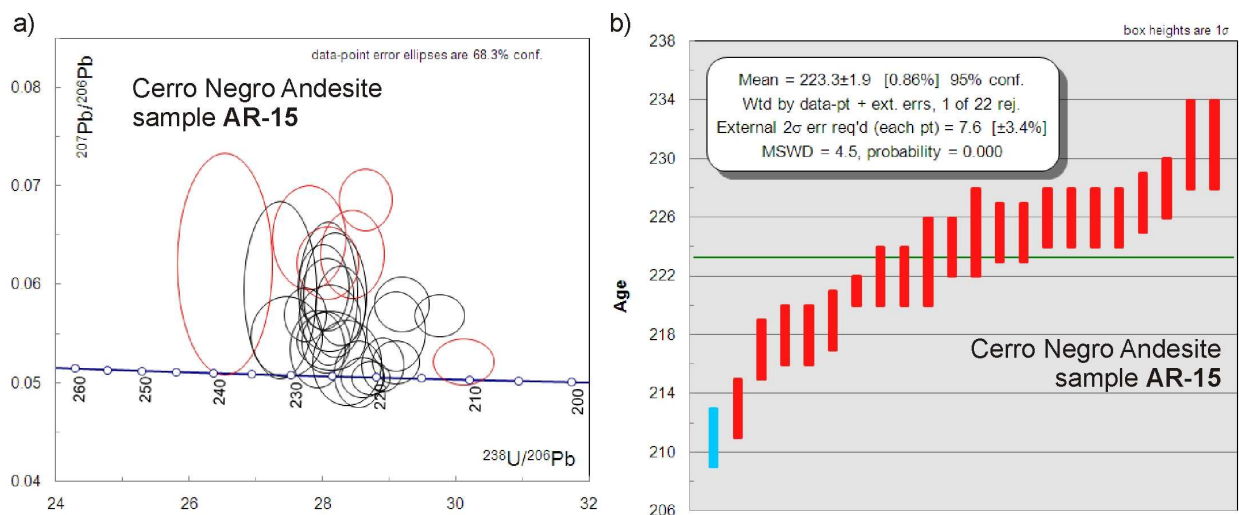 a)
data-point error ellipses are 68.3% conf.
Cerro Negro Andesite
sample AR-15
207Pb/206Pb
0.08
0.07
0.06
0.05
0.04
260
250
240
230
220
210
200
238U/206Pb
24
26
28
30
32
b)
box heights are 1σ
Mean = 223.3±1.9 [0.86%] 95% conf.
Wtd by data-pt + ext. errs, 1 of 22 rej.
External 2σ err req'd (each pt) = 7.6 [±3.4%]
MSWD = 4.5, probability = 0.000
Age
238
234
230
226
222
218
214
210
206
Cerro Negro Andesite
sample AR-15